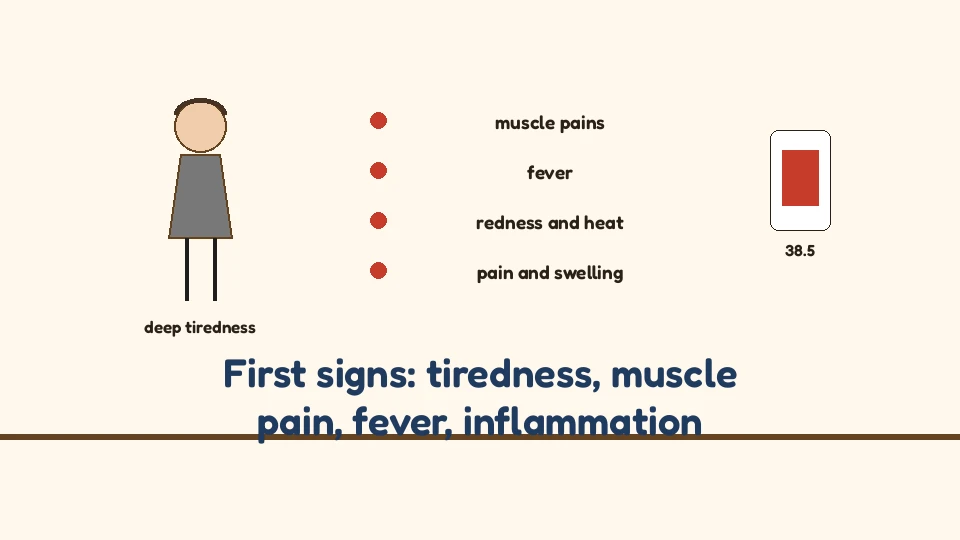 muscle pains
fever
redness and heat
pain and swelling
38.5
deep tiredness
First signs: tiredness, muscle
pain, fever, inflammation